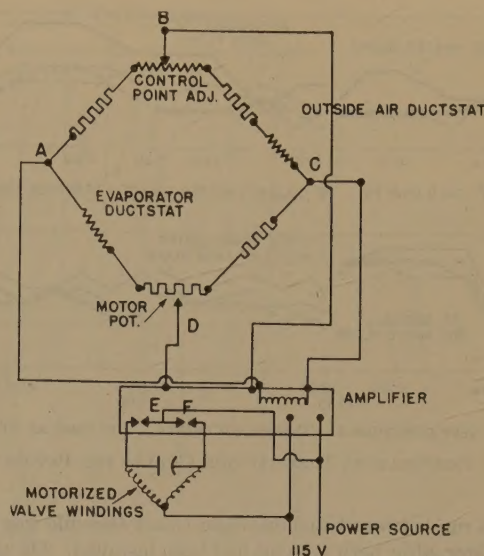 B
CONTROL
POINT ADJ.
OUTSIDE AIR DUCTSTAT
A
C
EVAPORATOR
DUCTSTAT
MOTOR
POT.
D
AMPLIFIER
E F
MOTORIZED
VALVE WINDINGS
POWER SOURCE
115 V